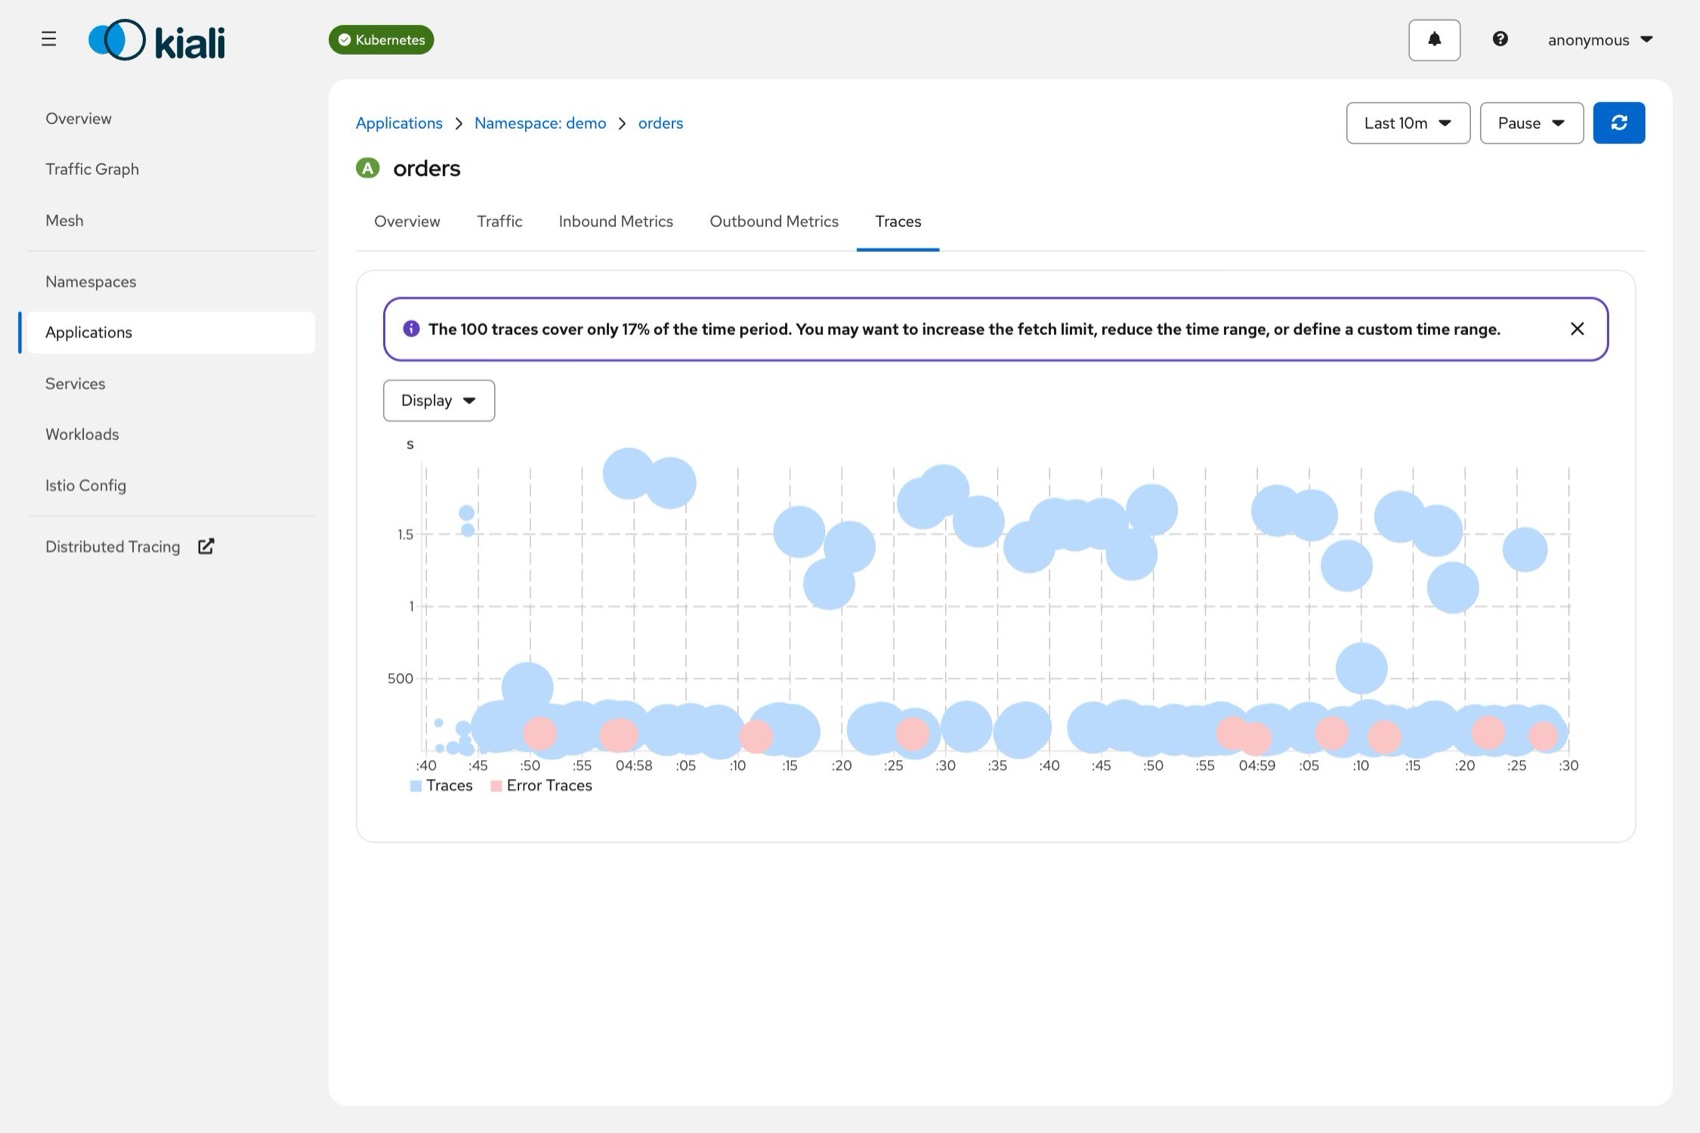 kiali
Kubernetes
anonymous
Overview
Traffic Graph
Mesh
Namespaces
Applications
Services
Workloads
Istio Config
Distributed Tracing
Applications > Namespace: demo > orders
Last 10m
Pause
A orders
Overview Traffic Inbound Metrics Outbound Metrics Traces
The 100 traces cover only 17% of the time period. You may want to increase the fetch limit, reduce the time range, or define a custom time range.
Display
s
1.5
1
500
:40 :45 :50 :55 04:58 :05 :10 :15 :20 :25 :30 :35 :40 :45 :50 :55 04:59 :05 :10 :15 :20 :25 :30
Traces Error Traces